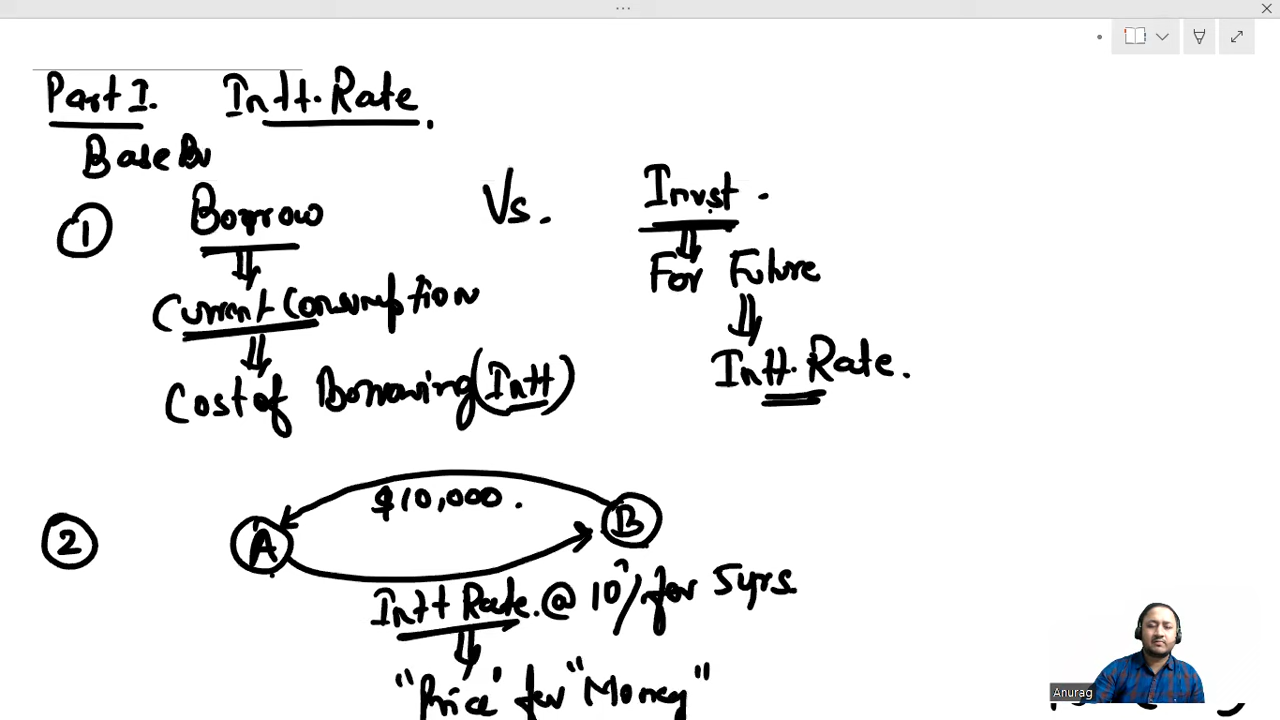 Part I. Intt. Rate.
Base
① Borrow Vs. Invst.
For Future
Current Consumption
Intt. Rate.
Cost of Borrowing (Intt)
② A $10,000. B
Intt Rate. @ 10% for 5yrs.
"Price" for "Money"
Anurag